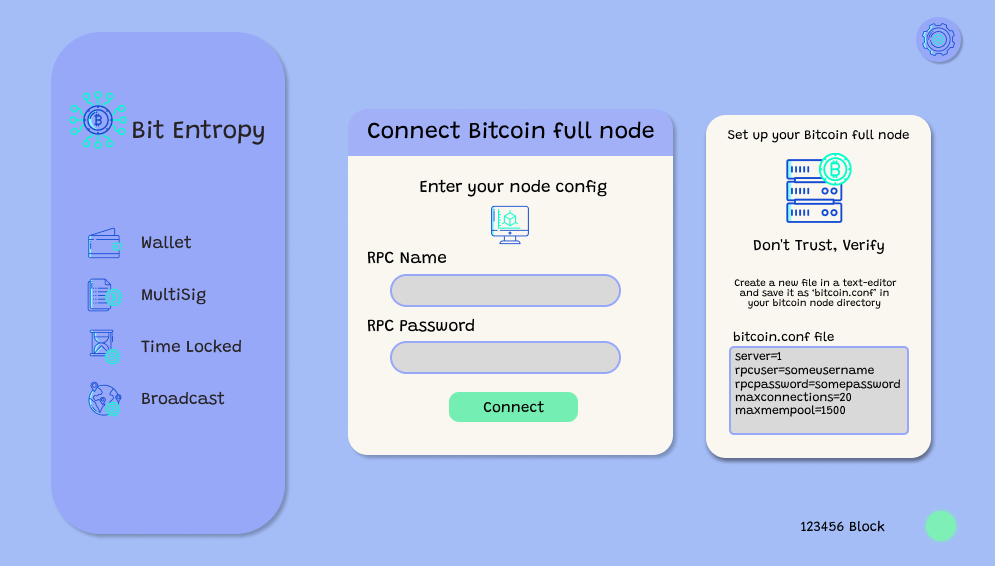 Bit Entropy
Wallet
MultiSig
Time Locked
Broadcast
Connect Bitcoin full node
Enter your node config
RPC Name
RPC Password
Connect
Set up your Bitcoin full node
Don't Trust, Verify
Create a new file in a text-editor
and save it as 'bitcoin.conf' in
your bitcoin node directory
bitcoin.conf file
server=1
rpcuser=someusername
rpcpassword=somepassword
maxconnections=20
maxmempool=1500
123456 Block